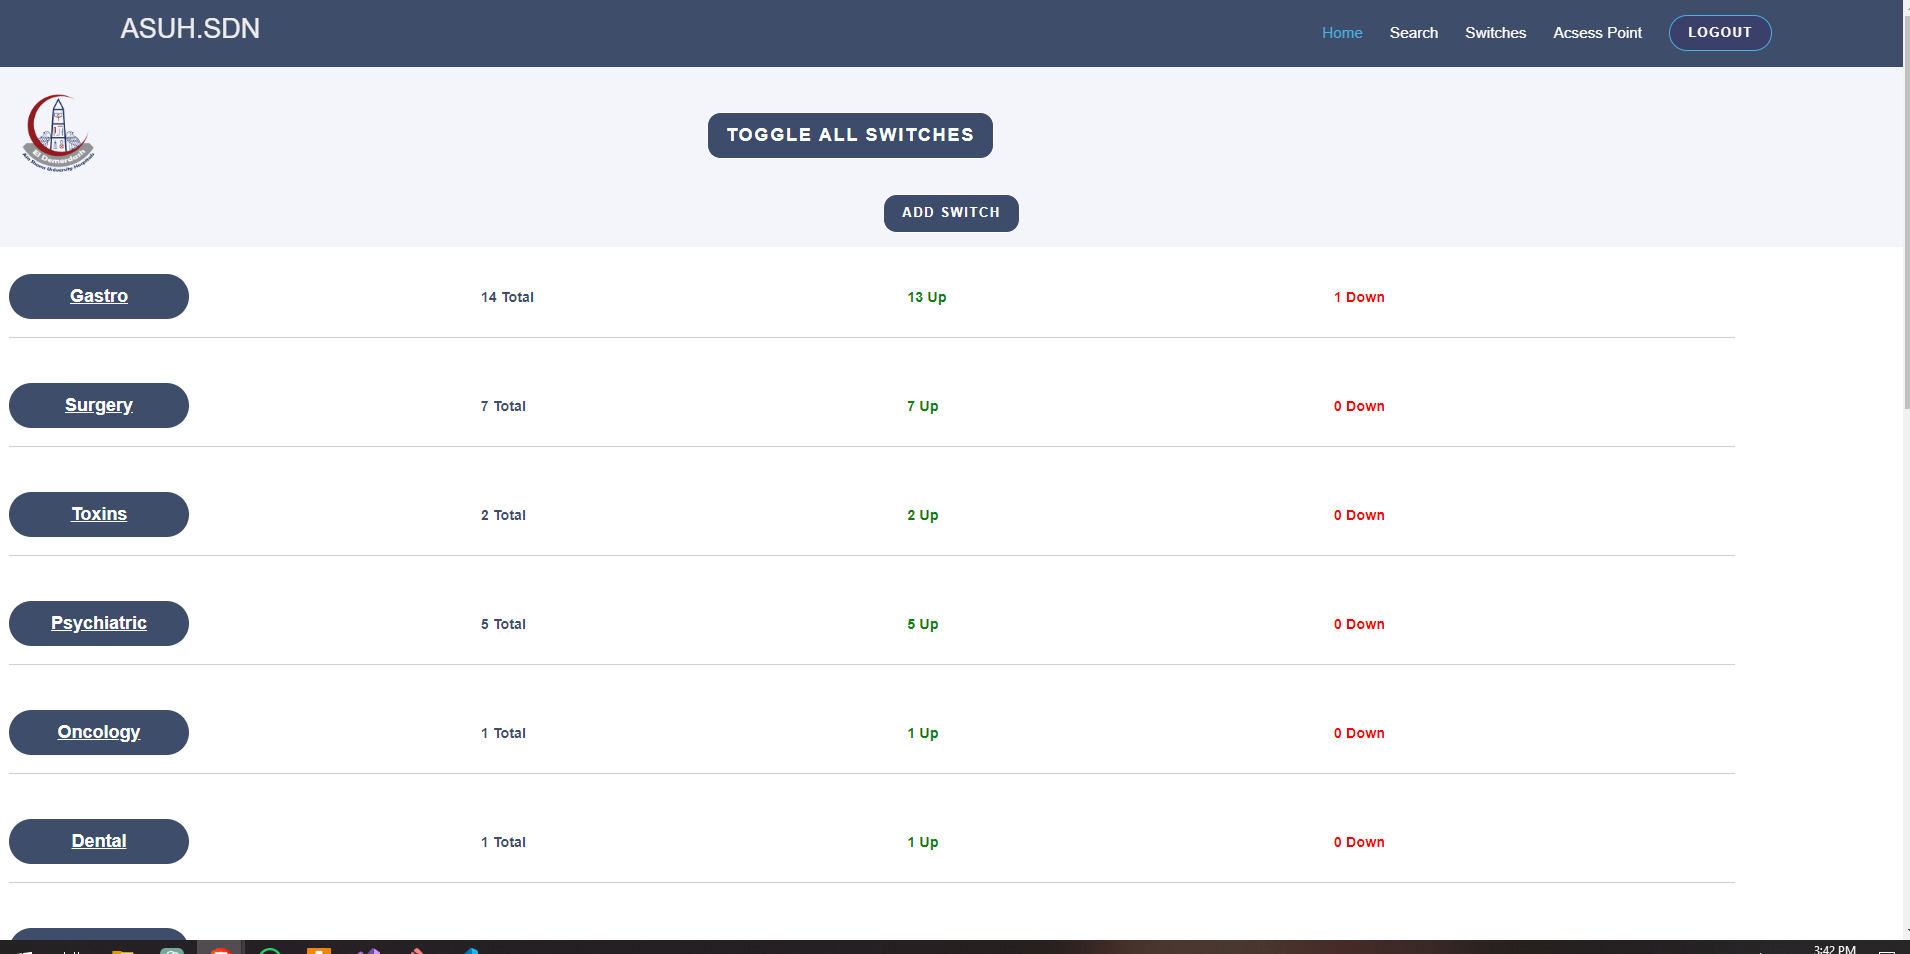 ASUH.SDN
Home Search Switches Acsess Point LOGOUT
El Demerdash
Ain Shams University Hospitals
TOGGLE ALL SWITCHES
ADD SWITCH
Gastro 14 Total 13 Up 1 Down
Surgery 7 Total 7 Up 0 Down
Toxins 2 Total 2 Up 0 Down
Psychiatric 5 Total 5 Up 0 Down
Oncology 1 Total 1 Up 0 Down
Dental 1 Total 1 Up 0 Down
3:42 PM